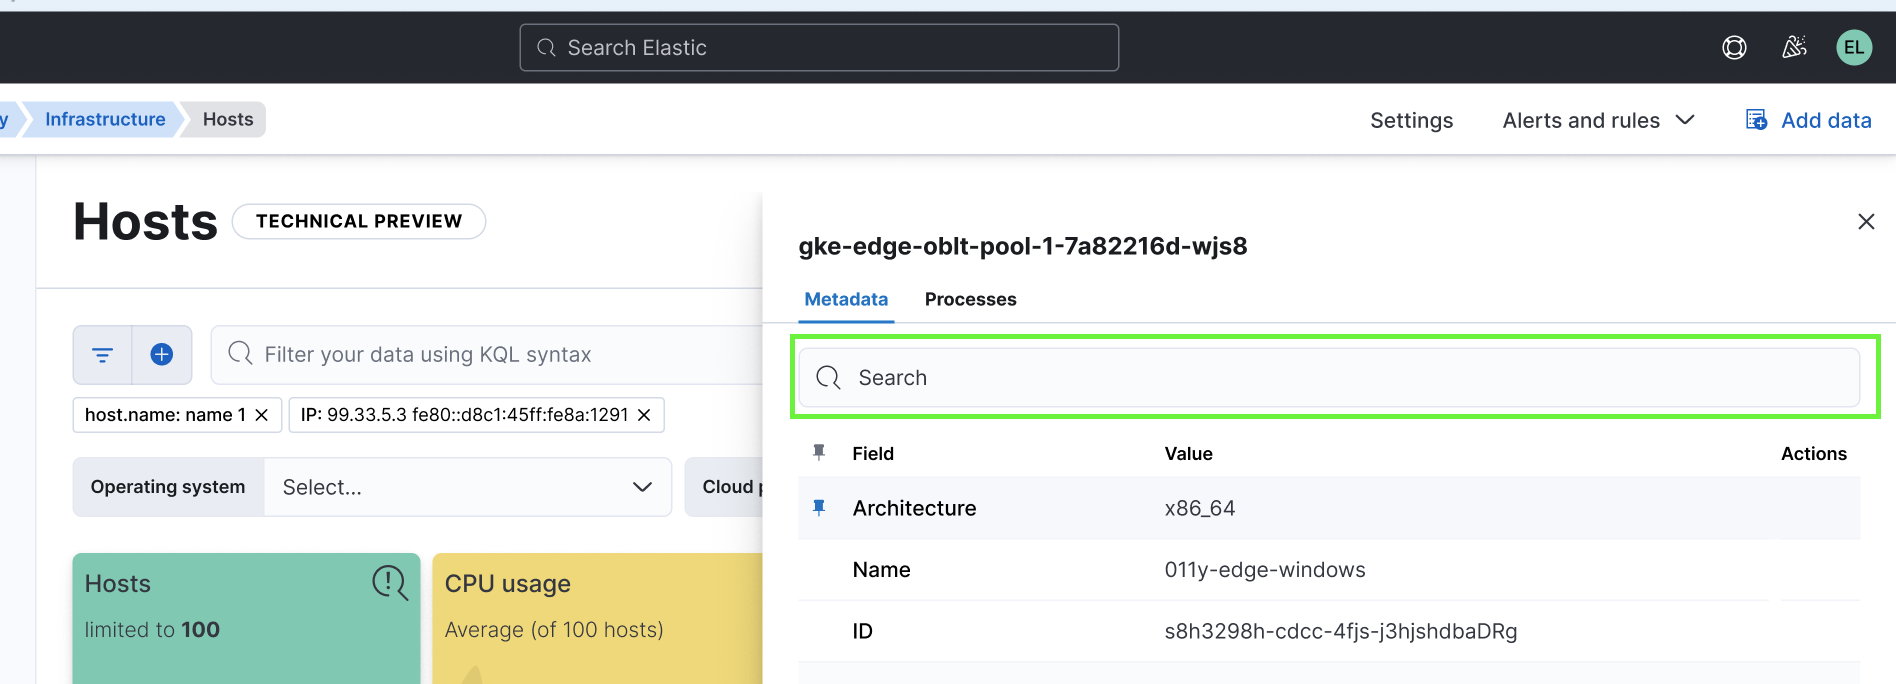 Search Elastic
EL
y
Infrastructure
Hosts
Settings
Alerts and rules
Add data
Hosts
TECHNICAL PREVIEW
gke-edge-oblt-pool-1-7a82216d-wjs8
Metadata
Processes
Filter your data using KQL syntax
Search
host.name: name 1
IP: 99.33.5.3 fe80::d8c1:45ff:fe8a:1291
Field
Value
Actions
Operating system
Select...
Cloud p
Architecture
x86_64
Name
011y-edge-windows
Hosts
CPU usage
limited to 100
Average (of 100 hosts)
ID
s8h3298h-cdcc-4fjs-j3hjshdbaDRg